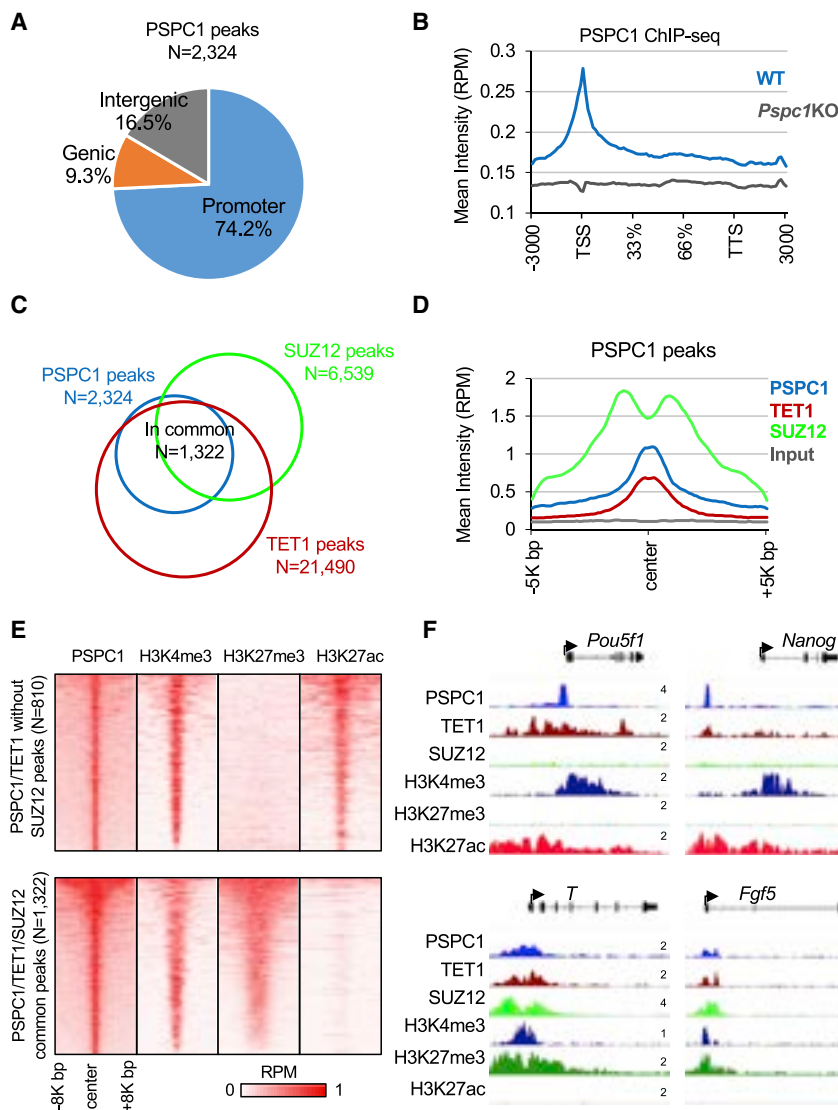 A
PSPC1 peaks
N=2,324
Intergenic
16.5%
Genic
9.3%
Promoter
74.2%
B
PSPC1 ChIP-seq
Mean Intensity (RPM)
0.3
0.25
0.2
0.15
0.1
WT
Pspc1KO
-3000
TSS
33%
66%
TTS
3000
C
SUZ12 peaks
N=6,539
PSPC1 peaks
N=2,324
In common
N=1,322
TET1 peaks
N=21,490
D
PSPC1 peaks
Mean Intensity (RPM)
2
1.5
1
0.5
0
PSPC1
TET1
SUZ12
Input
-5K bp
center
+5K bp
E
PSPC1 H3K4me3 H3K27me3 H3K27ac
PSPC1/TET1 without
SUZ12 peaks (N=810)
PSPC1/TET1/SUZ12
common peaks (N=1,322)
-8K bp
center
+8K bp
RPM
0 1
F
Pou5f1 Nanog
PSPC1 4
TET1 2
SUZ12 2
H3K4me3 2
H3K27me3 2
H3K27ac 2
T Fgf5
PSPC1 2
TET1 2
SUZ12 4
H3K4me3 1
H3K27me3 2
H3K27ac 2